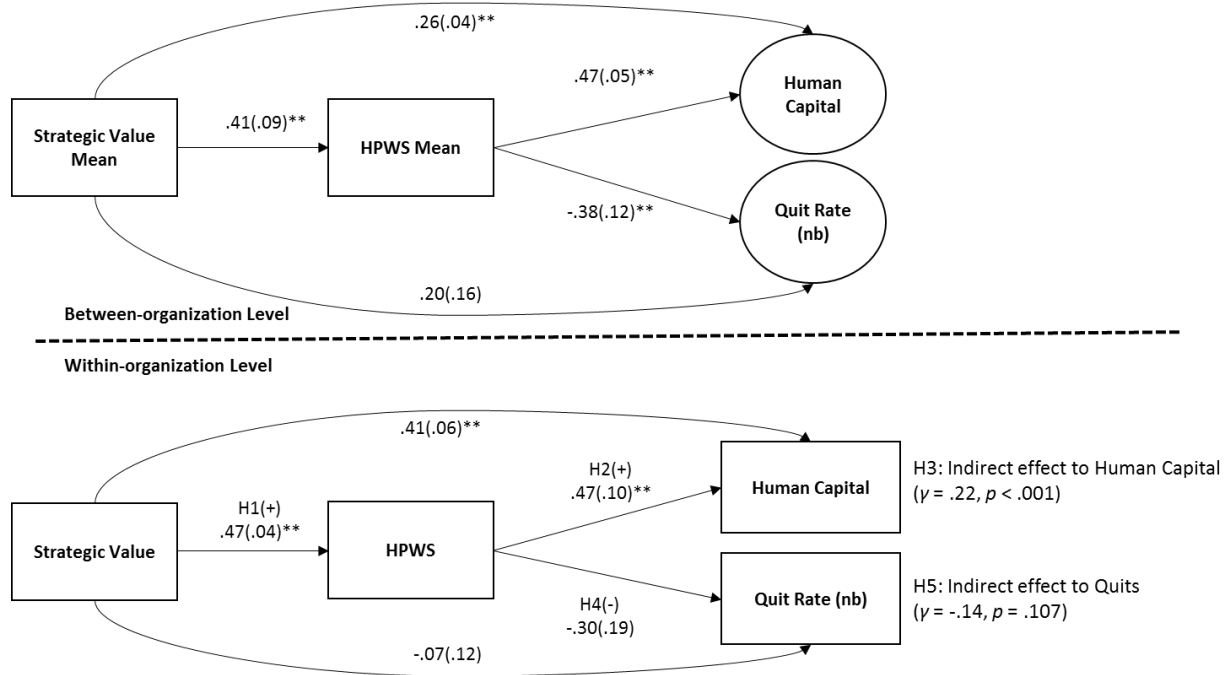 .26(.04)**
.47(.05)**
Human
Capital
.41(.09)**
Strategic Value
Mean
HPWS Mean
-.38(.12)**
Quit Rate
(nb)
.20(.16)
Between-organization Level
Within-organization Level
.41(.06)**
H2(+)
.47(.10)**
Human Capital
H3: Indirect effect to Human Capital
(γ = .22, p < .001)
H1(+)
.47(.04)**
Strategic Value
HPWS
H4(-)
-.30(.19)
Quit Rate (nb)
H5: Indirect effect to Quits
(γ = -.14, p = .107)
-.07(.12)